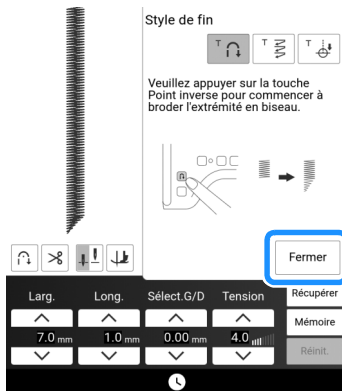 Style de fin
T T T
Veuillez appuyer sur la touche
Point inverse pour commencer à
broder l'extrémité en biseau.
Fermer
Larg. Long. Sélect.G/D Tension Récupérer
Mémoire
7.0 mm 1.0 mm 0.00 mm 4.0
Réinit.